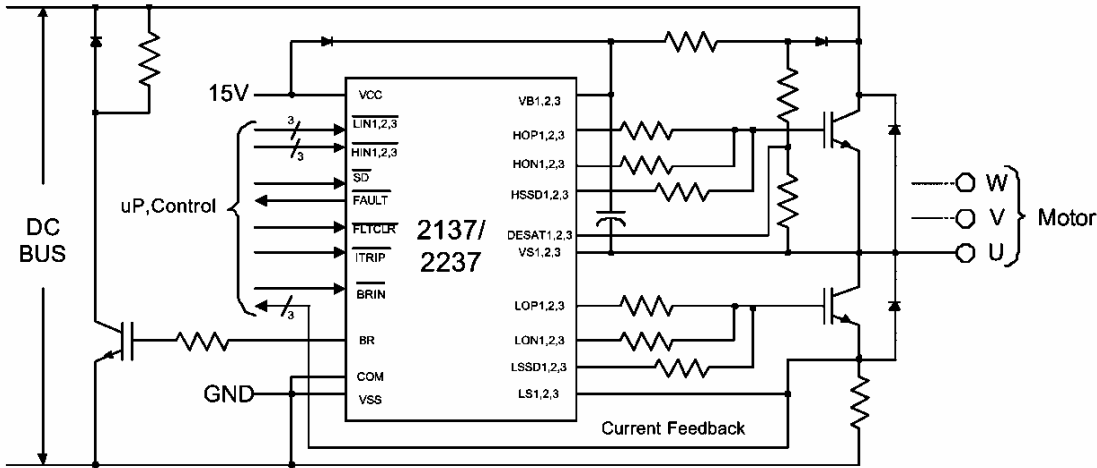 15V
VCC
LIN1,2,3
HIN1,2,3
SD
FAULT
FLTCLR
ITRIP
BRIN
BR
COM
VSS
GND
3
3
3
uP,Control
DC
BUS
2137/
2237
VB1,2,3
HOP1,2,3
HON1,2,3
HSSD1,2,3
DESAT1,2,3
VS1,2,3
LOP1,2,3
LON1,2,3
LSSD1,2,3
LS1,2,3
Current Feedback
W
V
U
Motor